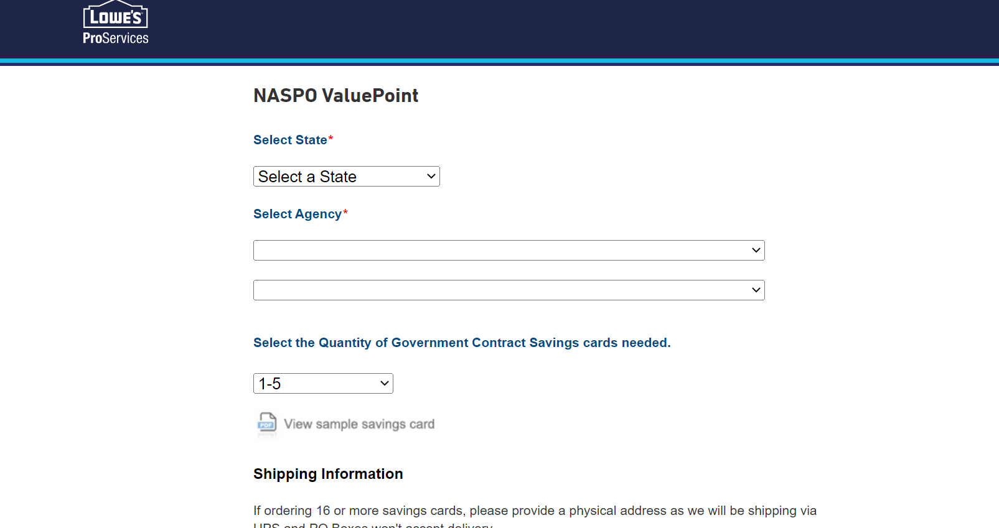 LOWE'S
ProServices
NASPO ValuePoint
Select State*
Select a State
Select Agency*
Select the Quantity of Government Contract Savings cards needed.
1-5
PDF View sample savings card
Shipping Information
If ordering 16 or more savings cards, please provide a physical address as we will be shipping via
UPS and PO Boxes won't accept delivery